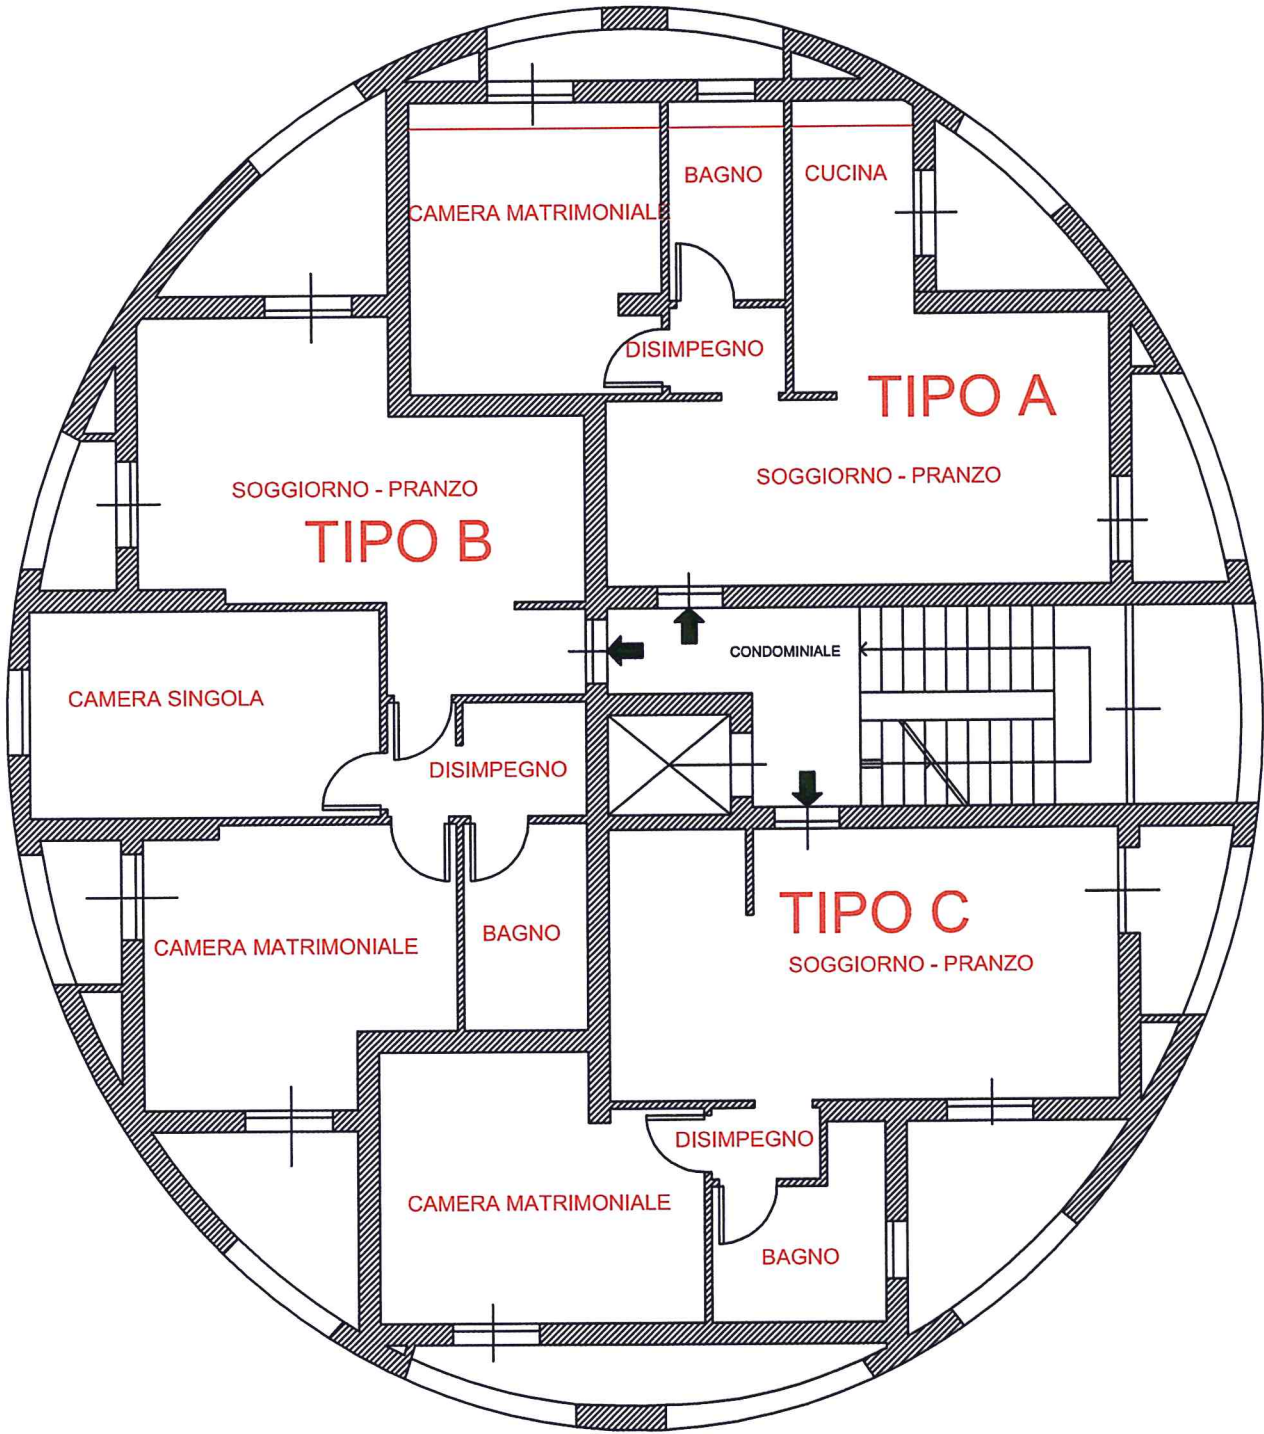 BAGNO
CUCINA
CAMERA MATRIMONIALE
DISIMPEGNO
TIPO A
SOGGIORNO - PRANZO
SOGGIORNO - PRANZO
TIPO B
CONDOMINIALE
CAMERA SINGOLA
DISIMPEGNO
TIPO C
SOGGIORNO - PRANZO
CAMERA MATRIMONIALE
BAGNO
DISIMPEGNO
CAMERA MATRIMONIALE
BAGNO